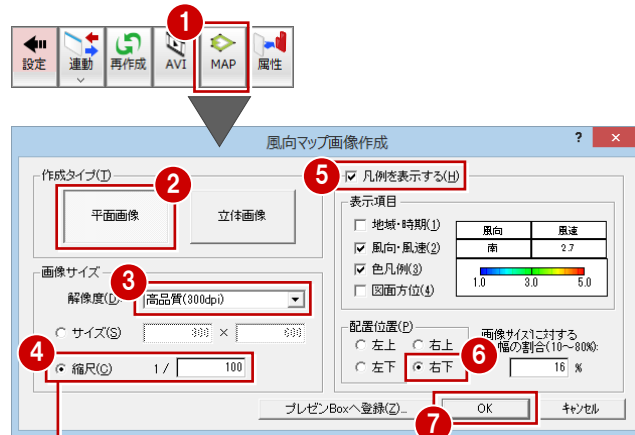 1
設定 連動 再作成 AVI MAP 属性
風向マップ画像作成 ? ×
作成タイプ(T)
2
平面画像 立体画像
画像サイズ
3
解像度(D): 高品質(300dpi)
サイズ(S) 800 × 600
4
縮尺(C) 1 / 100
5
凡例を表示する(H)
表示項目
地域・時期(1)
風向・風速(2)
色凡例(3)
図面方位(4)
風向 風速
南 2.7
1.0 3.0 5.0
配置位置(P)
左上 右上
左下 右下
6
画像サイズに対する
幅の割合(10～80%):
16 %
プレゼンBoxへ登録(Z)... OK キャンセル
7